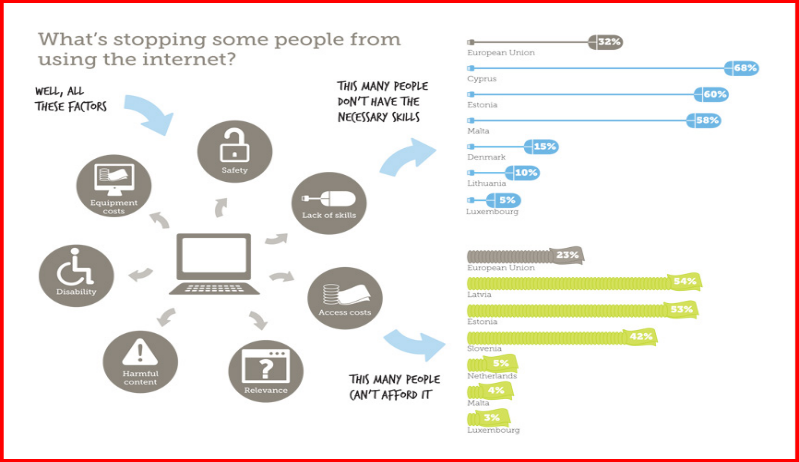 What's stopping some people from
using the internet?
WELL, ALL
THESE FACTORS
Safety
Equipment
costs
Lack of skills
Disability
Access costs
Harmful
content
?
Relevance
THIS MANY PEOPLE
DON'T HAVE THE
NECESSARY SKILLS
32%
European Union
68%
Cyprus
60%
Estonia
58%
Malta
15%
Denmark
10%
Lithuania
5%
Luxembourg
THIS MANY PEOPLE
CAN'T AFFORD IT
23%
European Union
54%
Latvia
53%
Estonia
42%
Slovenia
5%
Netherlands
4%
Malta
3%
Luxembourg